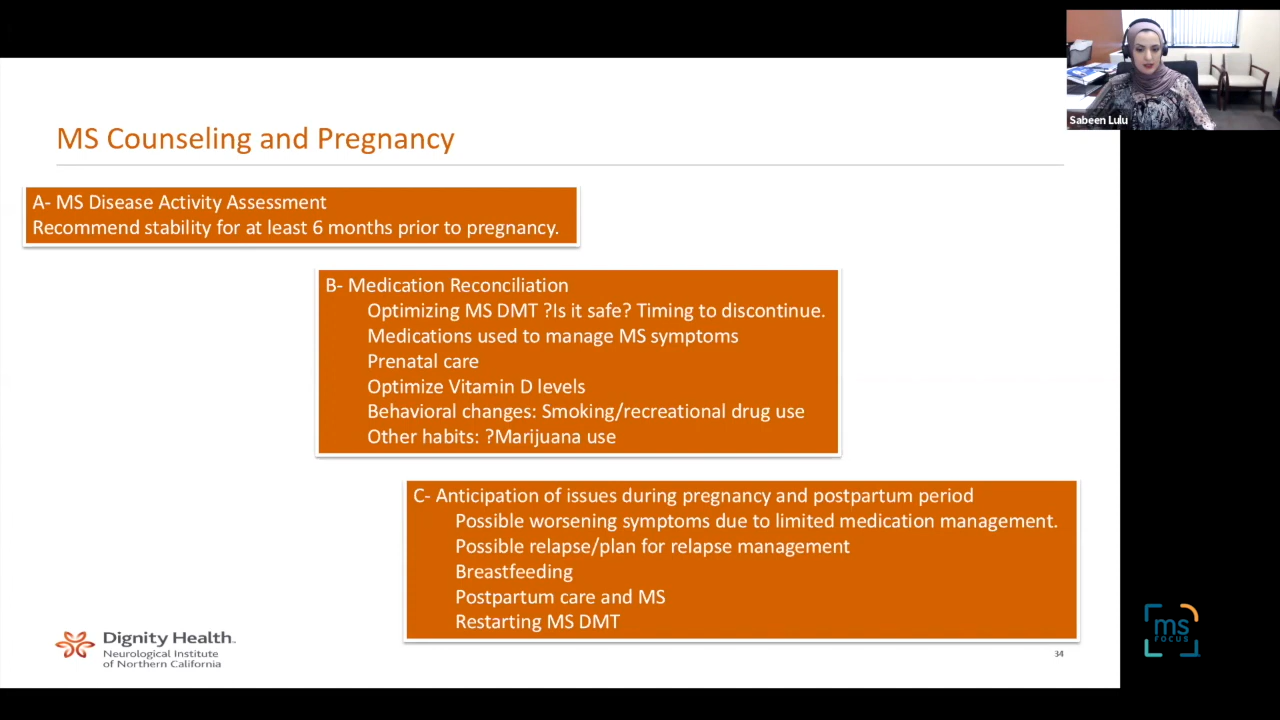 Sabeen Lulu
MS Counseling and Pregnancy
A- MS Disease Activity Assessment
Recommend stability for at least 6 months prior to pregnancy.
B- Medication Reconciliation
Optimizing MS DMT ?Is it safe? Timing to discontinue.
Medications used to manage MS symptoms
Prenatal care
Optimize Vitamin D levels
Behavioral changes: Smoking/recreational drug use
Other habits: ?Marijuana use
C- Anticipation of issues during pregnancy and postpartum period
Possible worsening symptoms due to limited medication management.
Possible relapse/plan for relapse management
Breastfeeding
Postpartum care and MS
Restarting MS DMT
Dignity Health
Neurological Institute
of Northern California
34
ms
FOCUS